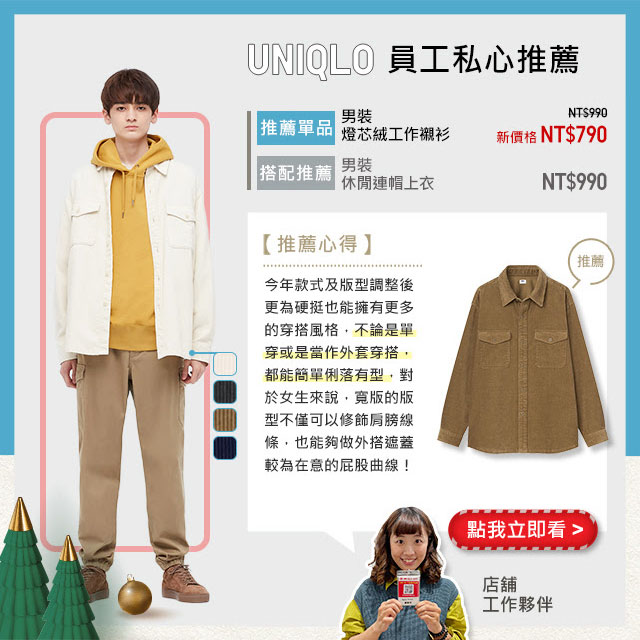 UNIQLO 員工私心推薦
推薦單品
男裝
燈芯絨工作襯衫
NT$990
新價格 NT$790
搭配推薦
男裝
休閒連帽上衣
NT$990
【推薦心得】
今年款式及版型調整後
更為硬挺也能擁有更多
的穿搭風格，不論是單
穿或是當作外套穿搭，
都能簡單俐落有型，對
於女生來說，寬版的版
型不僅可以修飾肩膀線
條，也能夠做外搭遮蓋
較為在意的屁股曲線！
推薦
點我立即看 >
店舖
工作夥伴